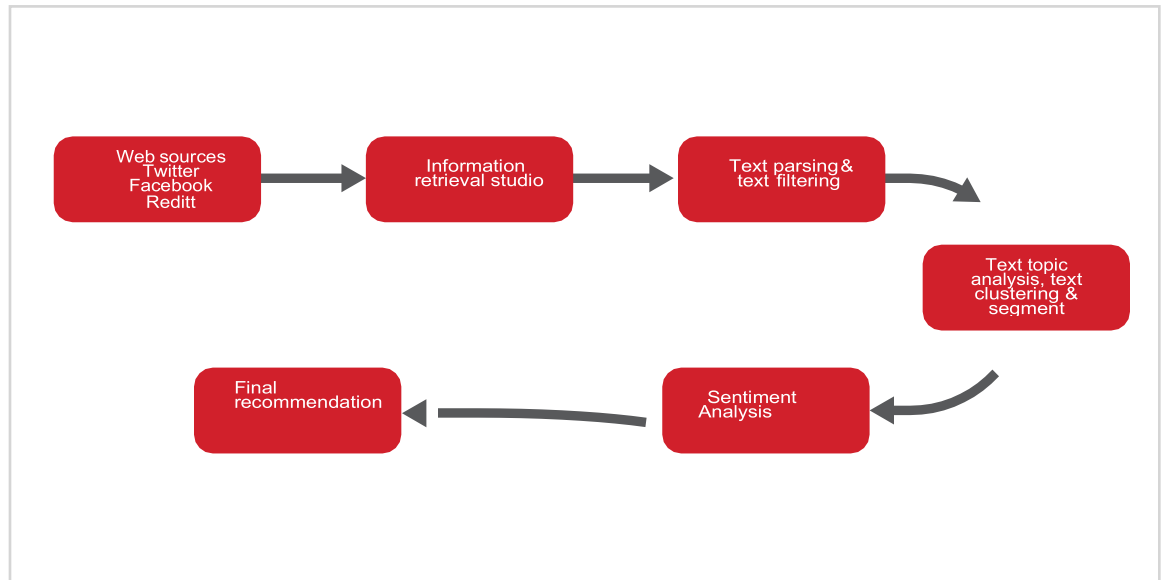 Web sources
Twitter
Facebook
Reditt
Information
retrieval studio
Text parsing &
text filtering
Text topic
analysis, text
clustering &
segment
Sentiment
Analysis
Final
recommendation